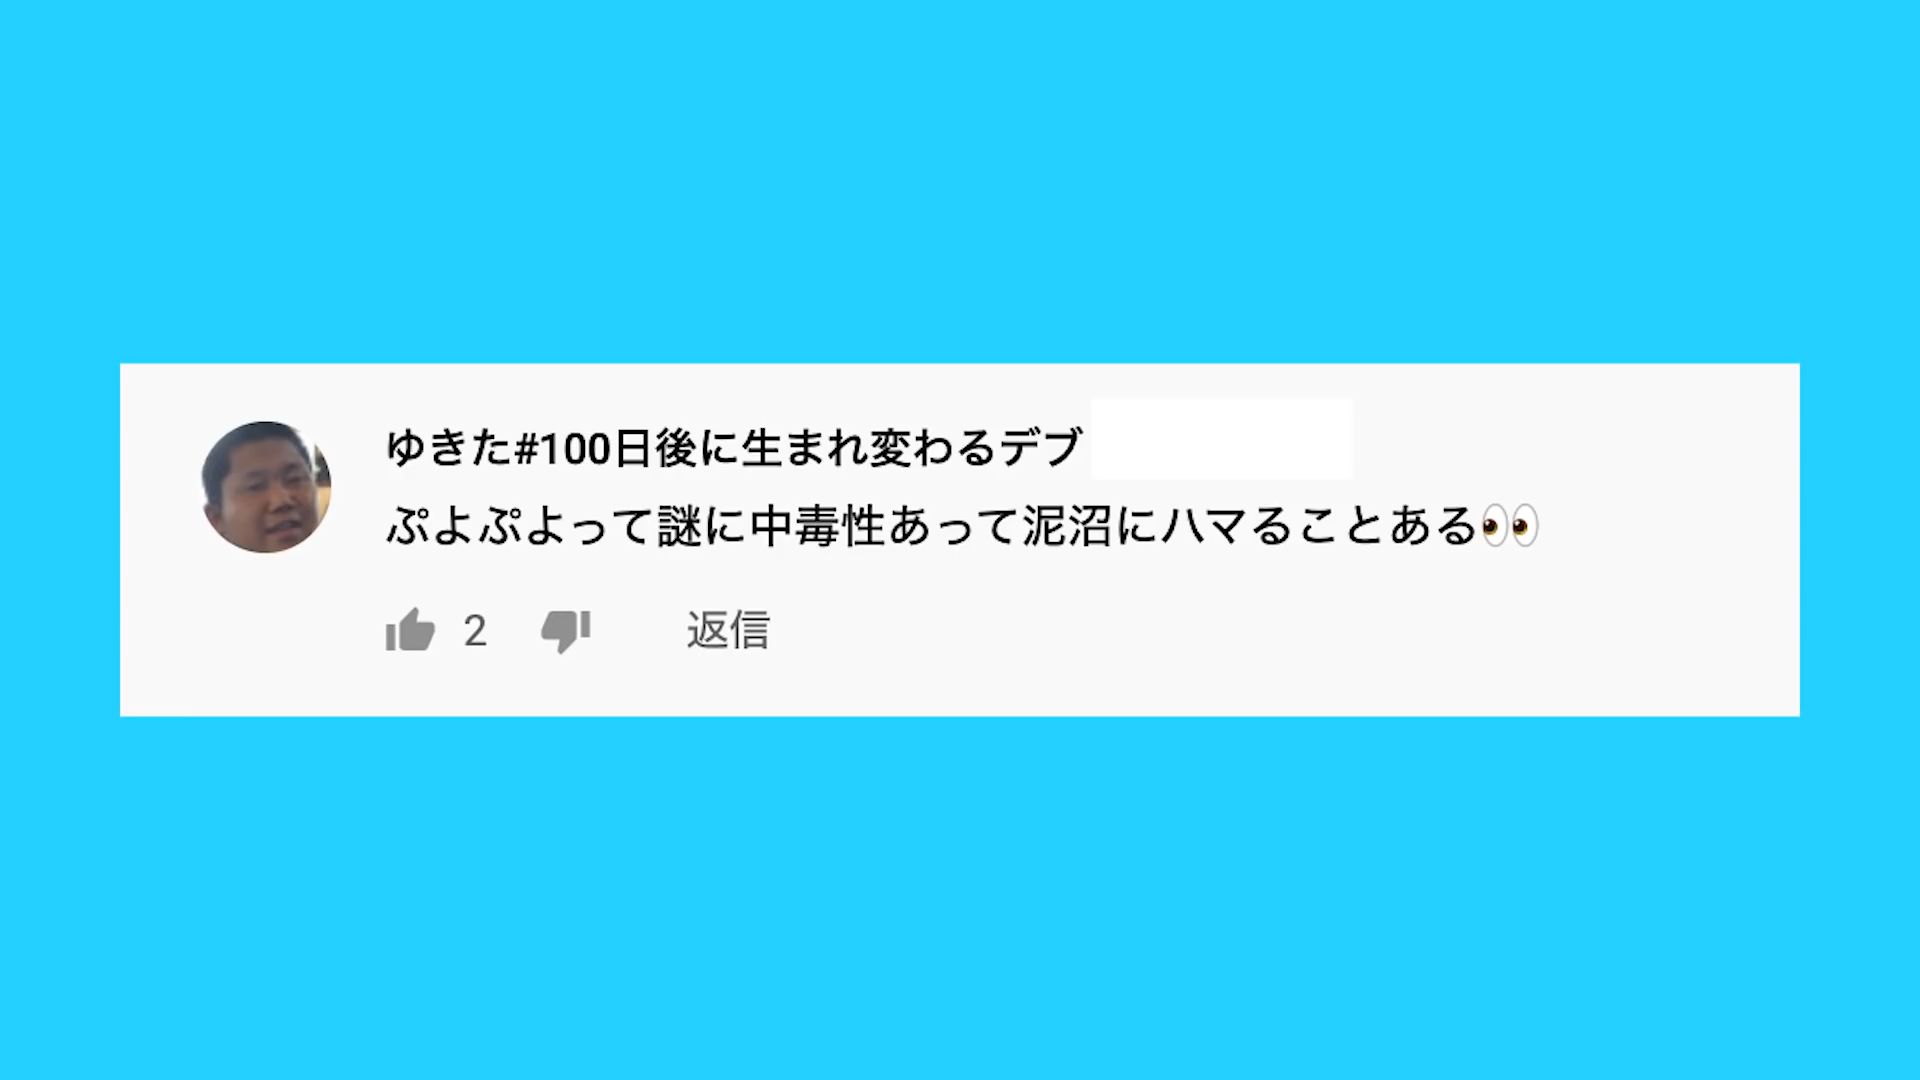 ゆきた#100日後に生まれ変わるデブ
ぷよぷよって謎に中毒性あって泥沼にハマることある👀
2 返信